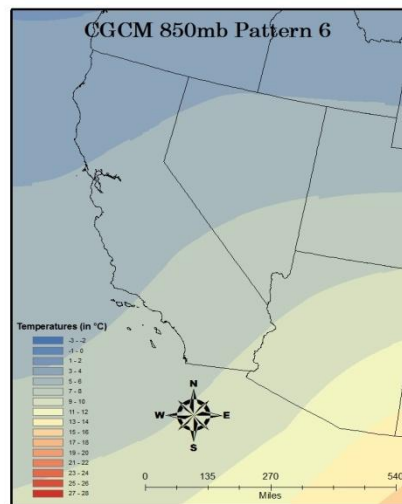 CGCM 850mb Pattern 6
Temperatures (in °C)
-3 - -2
-1 - 0
1 - 2
3 - 4
5 - 6
7 - 8
9 - 10
11 - 12
13 - 14
15 - 16
17 - 18
19 - 20
21 - 22
23 - 24
25 - 26
27 - 28
N
W E
S
0 135 270 540
Miles